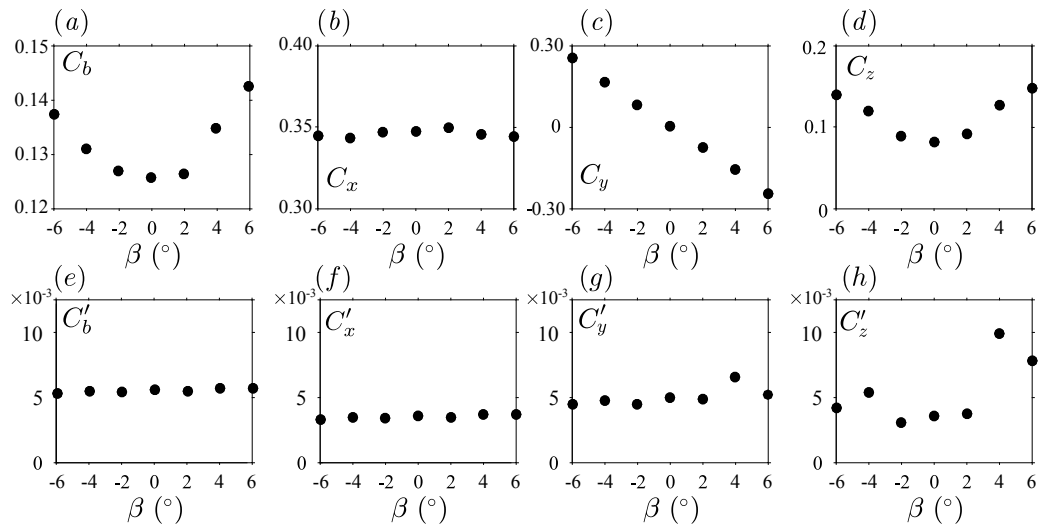 (a) (b) (c) (d)
0.15 0.40 0.30 0.2
C_b C_z
0.14
0.35 0 0.1
0.13
C_x C_y
0.12 0.30 -0.30 0
-6 -4 -2 0 2 4 6 -6 -4 -2 0 2 4 6 -6 -4 -2 0 2 4 6 -6 -4 -2 0 2 4 6
β (°) β (°) β (°) β (°)
(e) (f) (g) (h)
×10⁻³ ×10⁻³ ×10⁻³ ×10⁻³
C′_b C′_x C′_y C′_z
10 10 10 10
5 5 5 5
0 0 0 0
-6 -4 -2 0 2 4 6 -6 -4 -2 0 2 4 6 -6 -4 -2 0 2 4 6 -6 -4 -2 0 2 4 6
β (°) β (°) β (°) β (°)